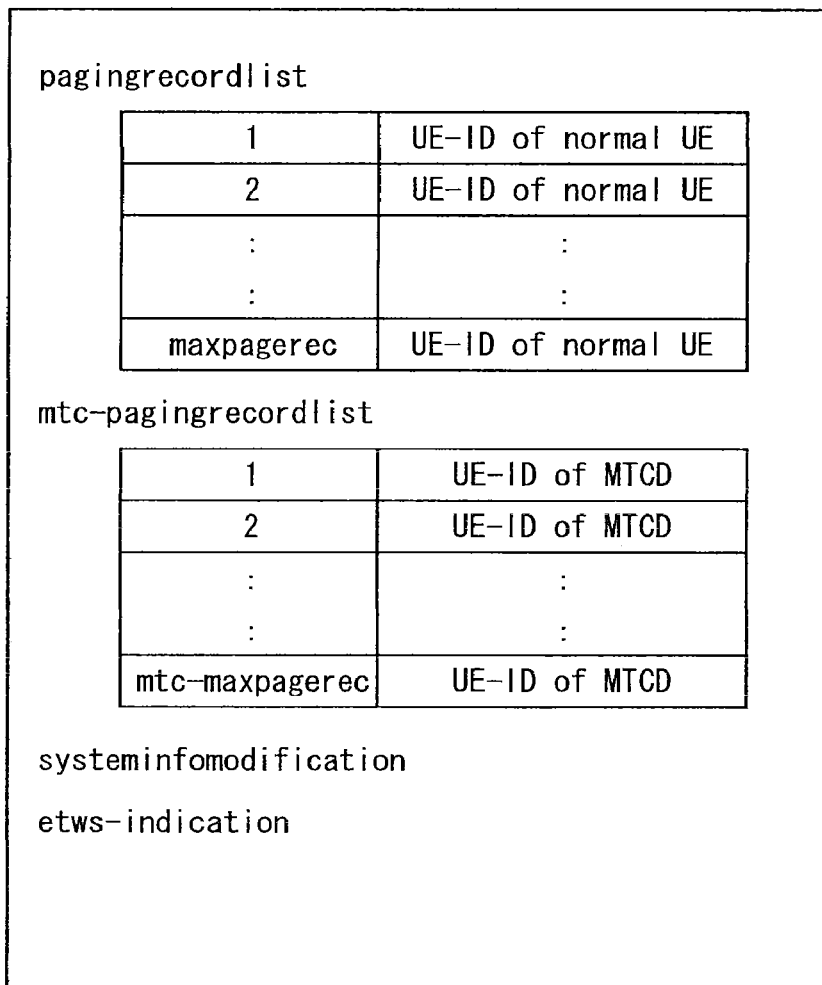 pagingrecordlist
1 UE-ID of normal UE
2 UE-ID of normal UE
: :
: :
maxpagerec UE-ID of normal UE
mtc-pagingrecordlist
1 UE-ID of MTCD
2 UE-ID of MTCD
: :
: :
mtc-maxpagerec UE-ID of MTCD
systeminfomodification
etws-indication